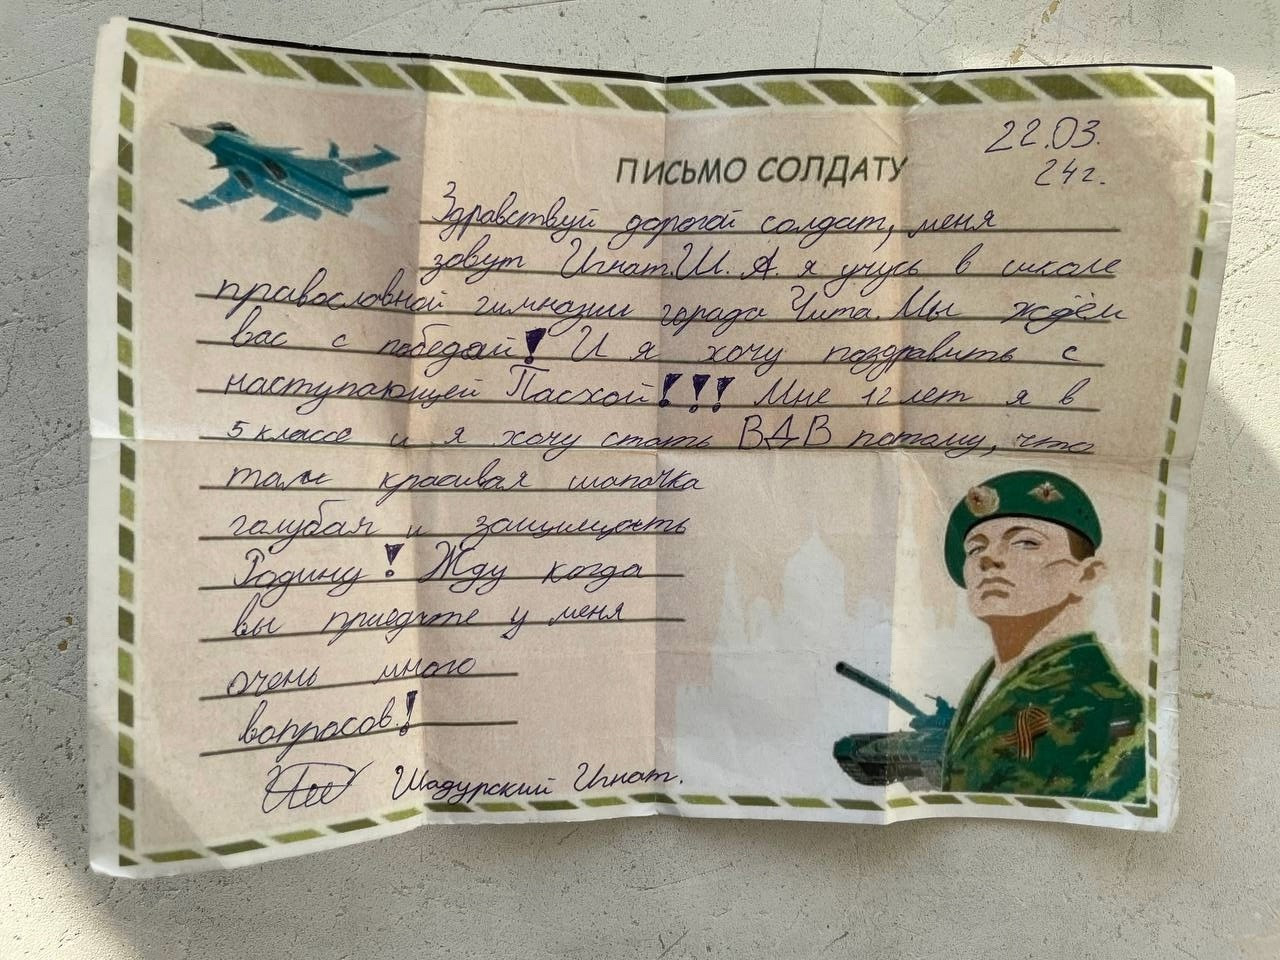 22.03.
24г.
ПИСЬМО СОЛДАТУ
Здравствуй дорогой солдат, меня
зовут Игнат.Ш. А. я учусь в школе
православной гимназии города Чита. Мы ждём
вас с победой! И я хочу поздравить с
наступающей Пасхой!!! Мне 12 лет я в
5 классе и я хочу стать ВДВ потому, что
там красивая шапочка
голубая и защищать
Родину! Жду когда
вы приедите у меня
очень много
вопросов!
Шадурский Игнат.